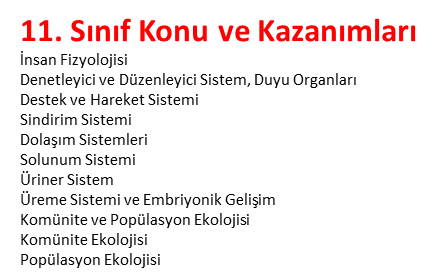 11. Sınıf Konu ve Kazanımları
İnsan Fizyolojisi
Denetleyici ve Düzenleyici Sistem, Duyu Organları
Destek ve Hareket Sistemi
Sindirim Sistemi
Dolaşım Sistemleri
Solunum Sistemi
Üriner Sistem
Üreme Sistemi ve Embriyonik Gelişim
Komünite ve Popülasyon Ekolojisi
Komünite Ekolojisi
Popülasyon Ekolojisi